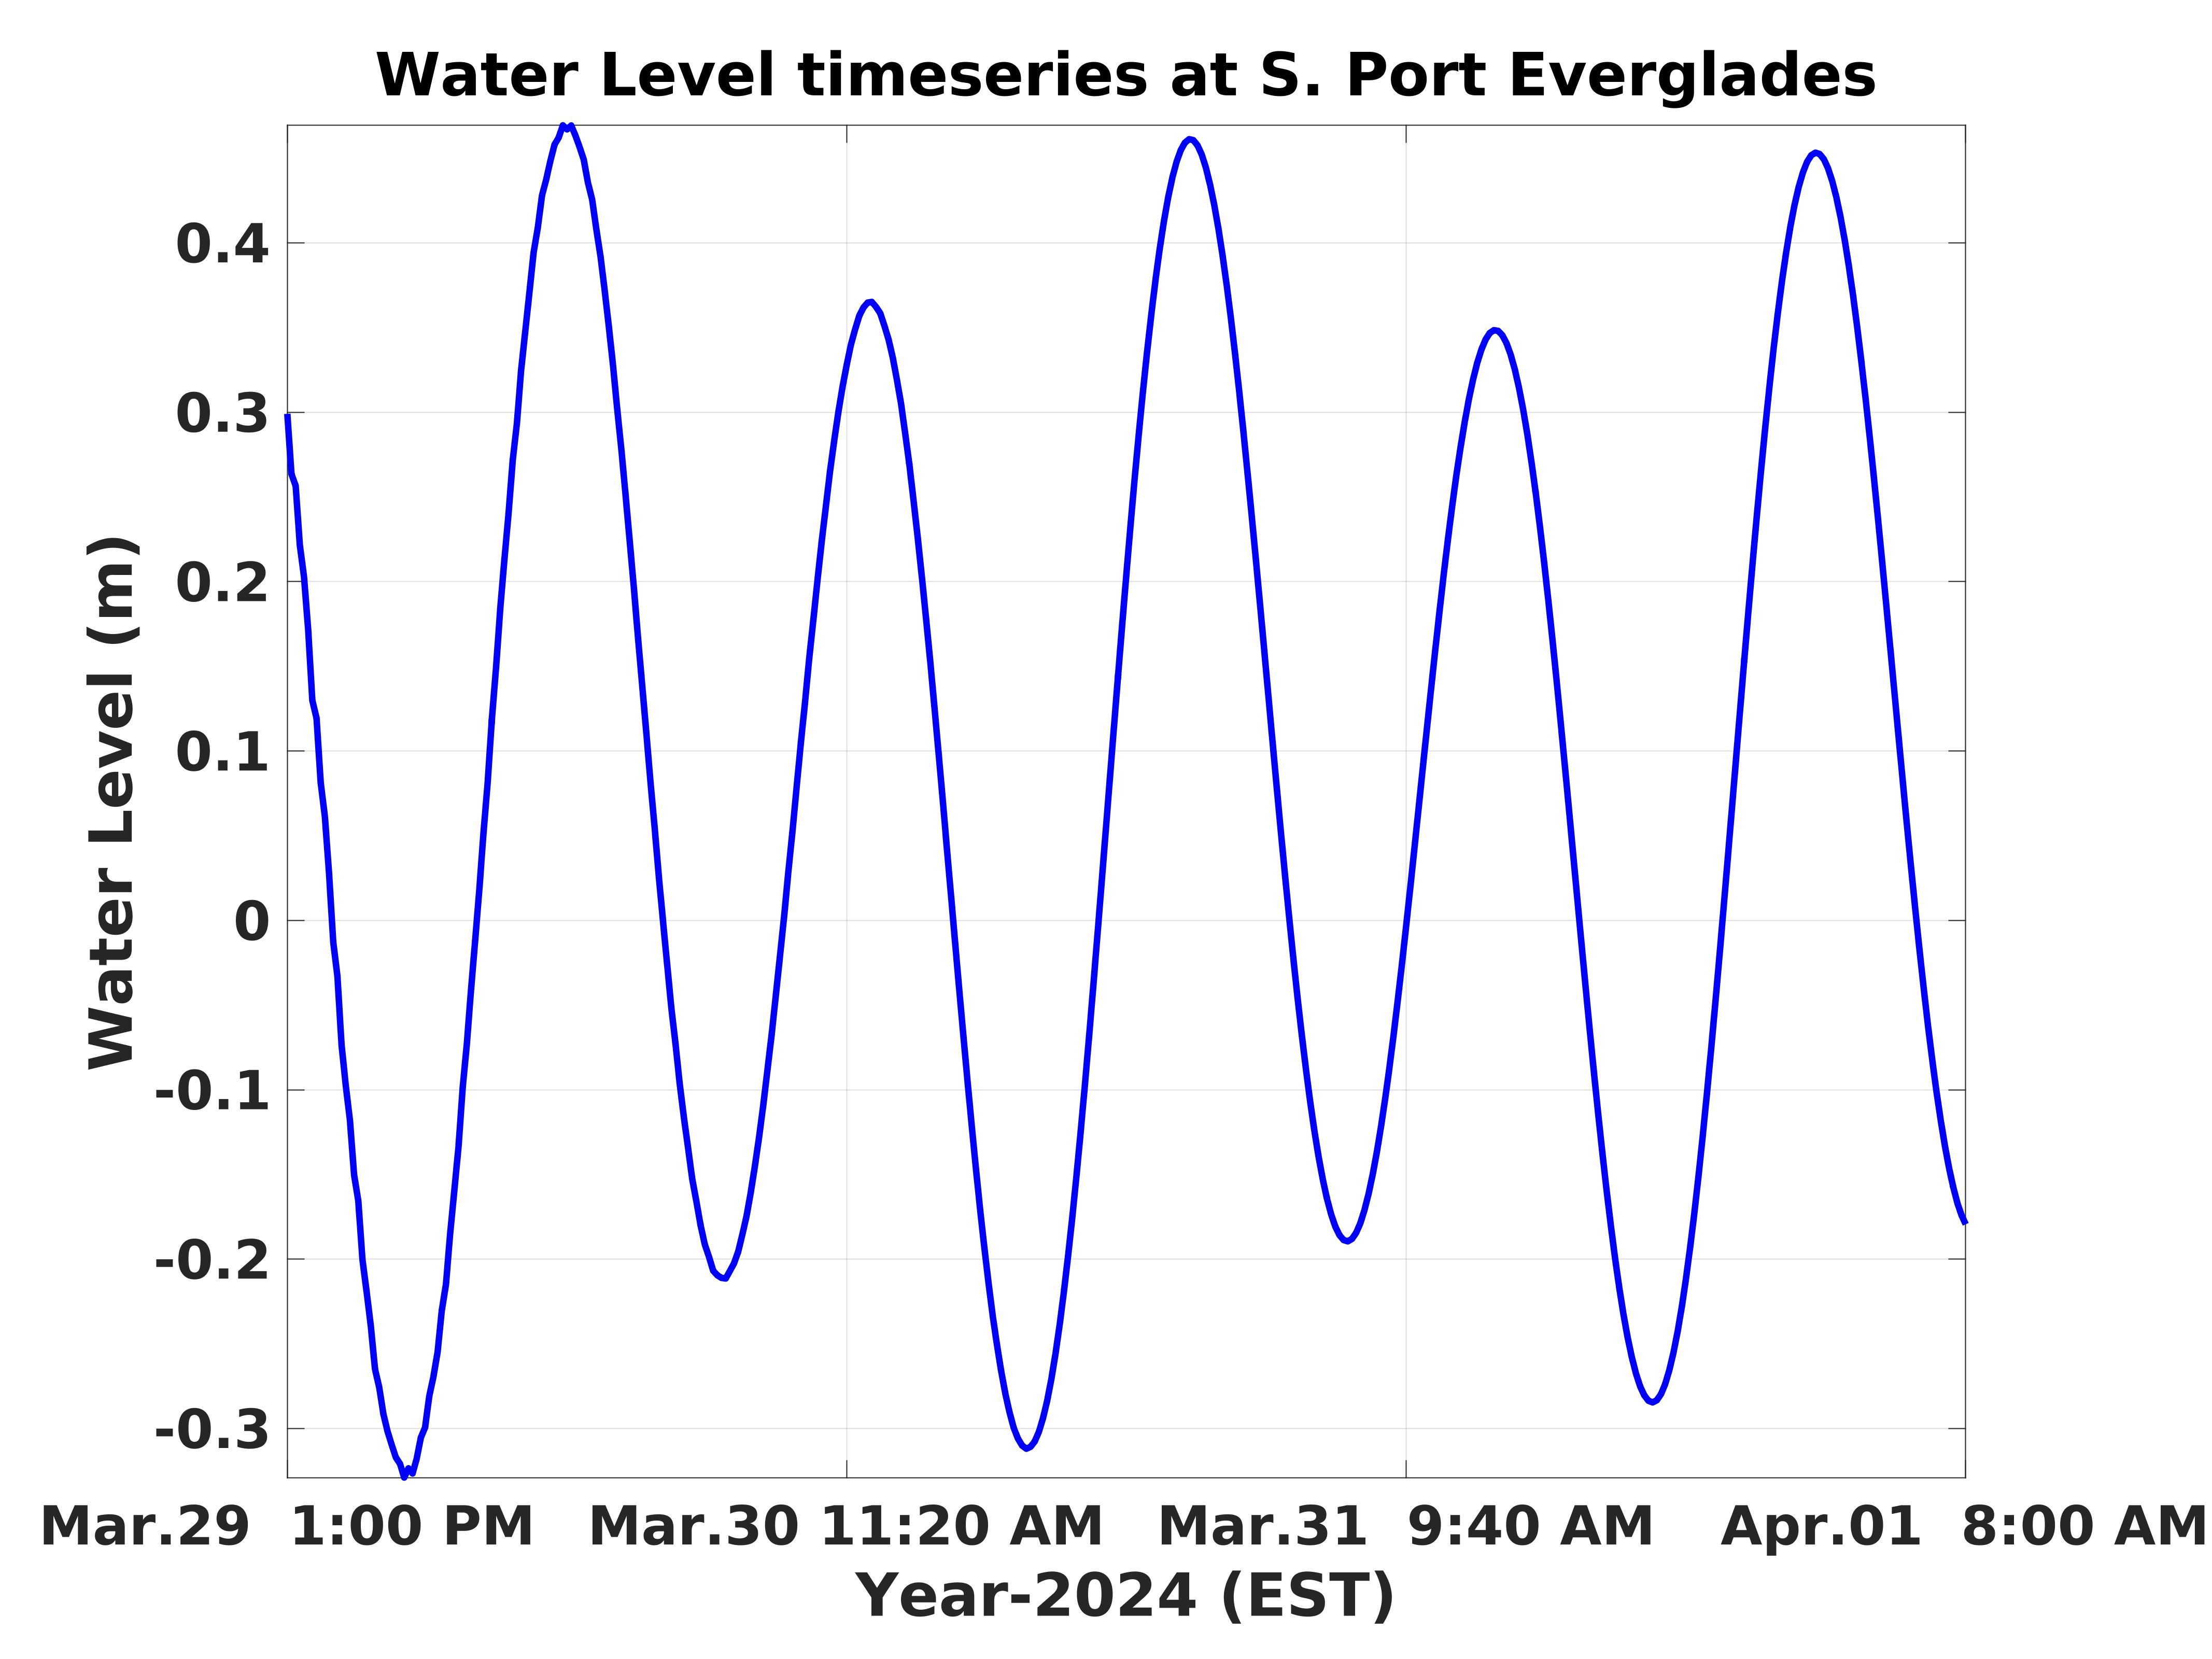 Water Level timeseries at S. Port Everglades
Water Level (m)
0.4
0.3
0.2
0.1
0
-0.1
-0.2
-0.3
Mar.29  1:00 PM Mar.30 11:20 AM Mar.31  9:40 AM Apr.01  8:00 AM
Year-2024 (EST)